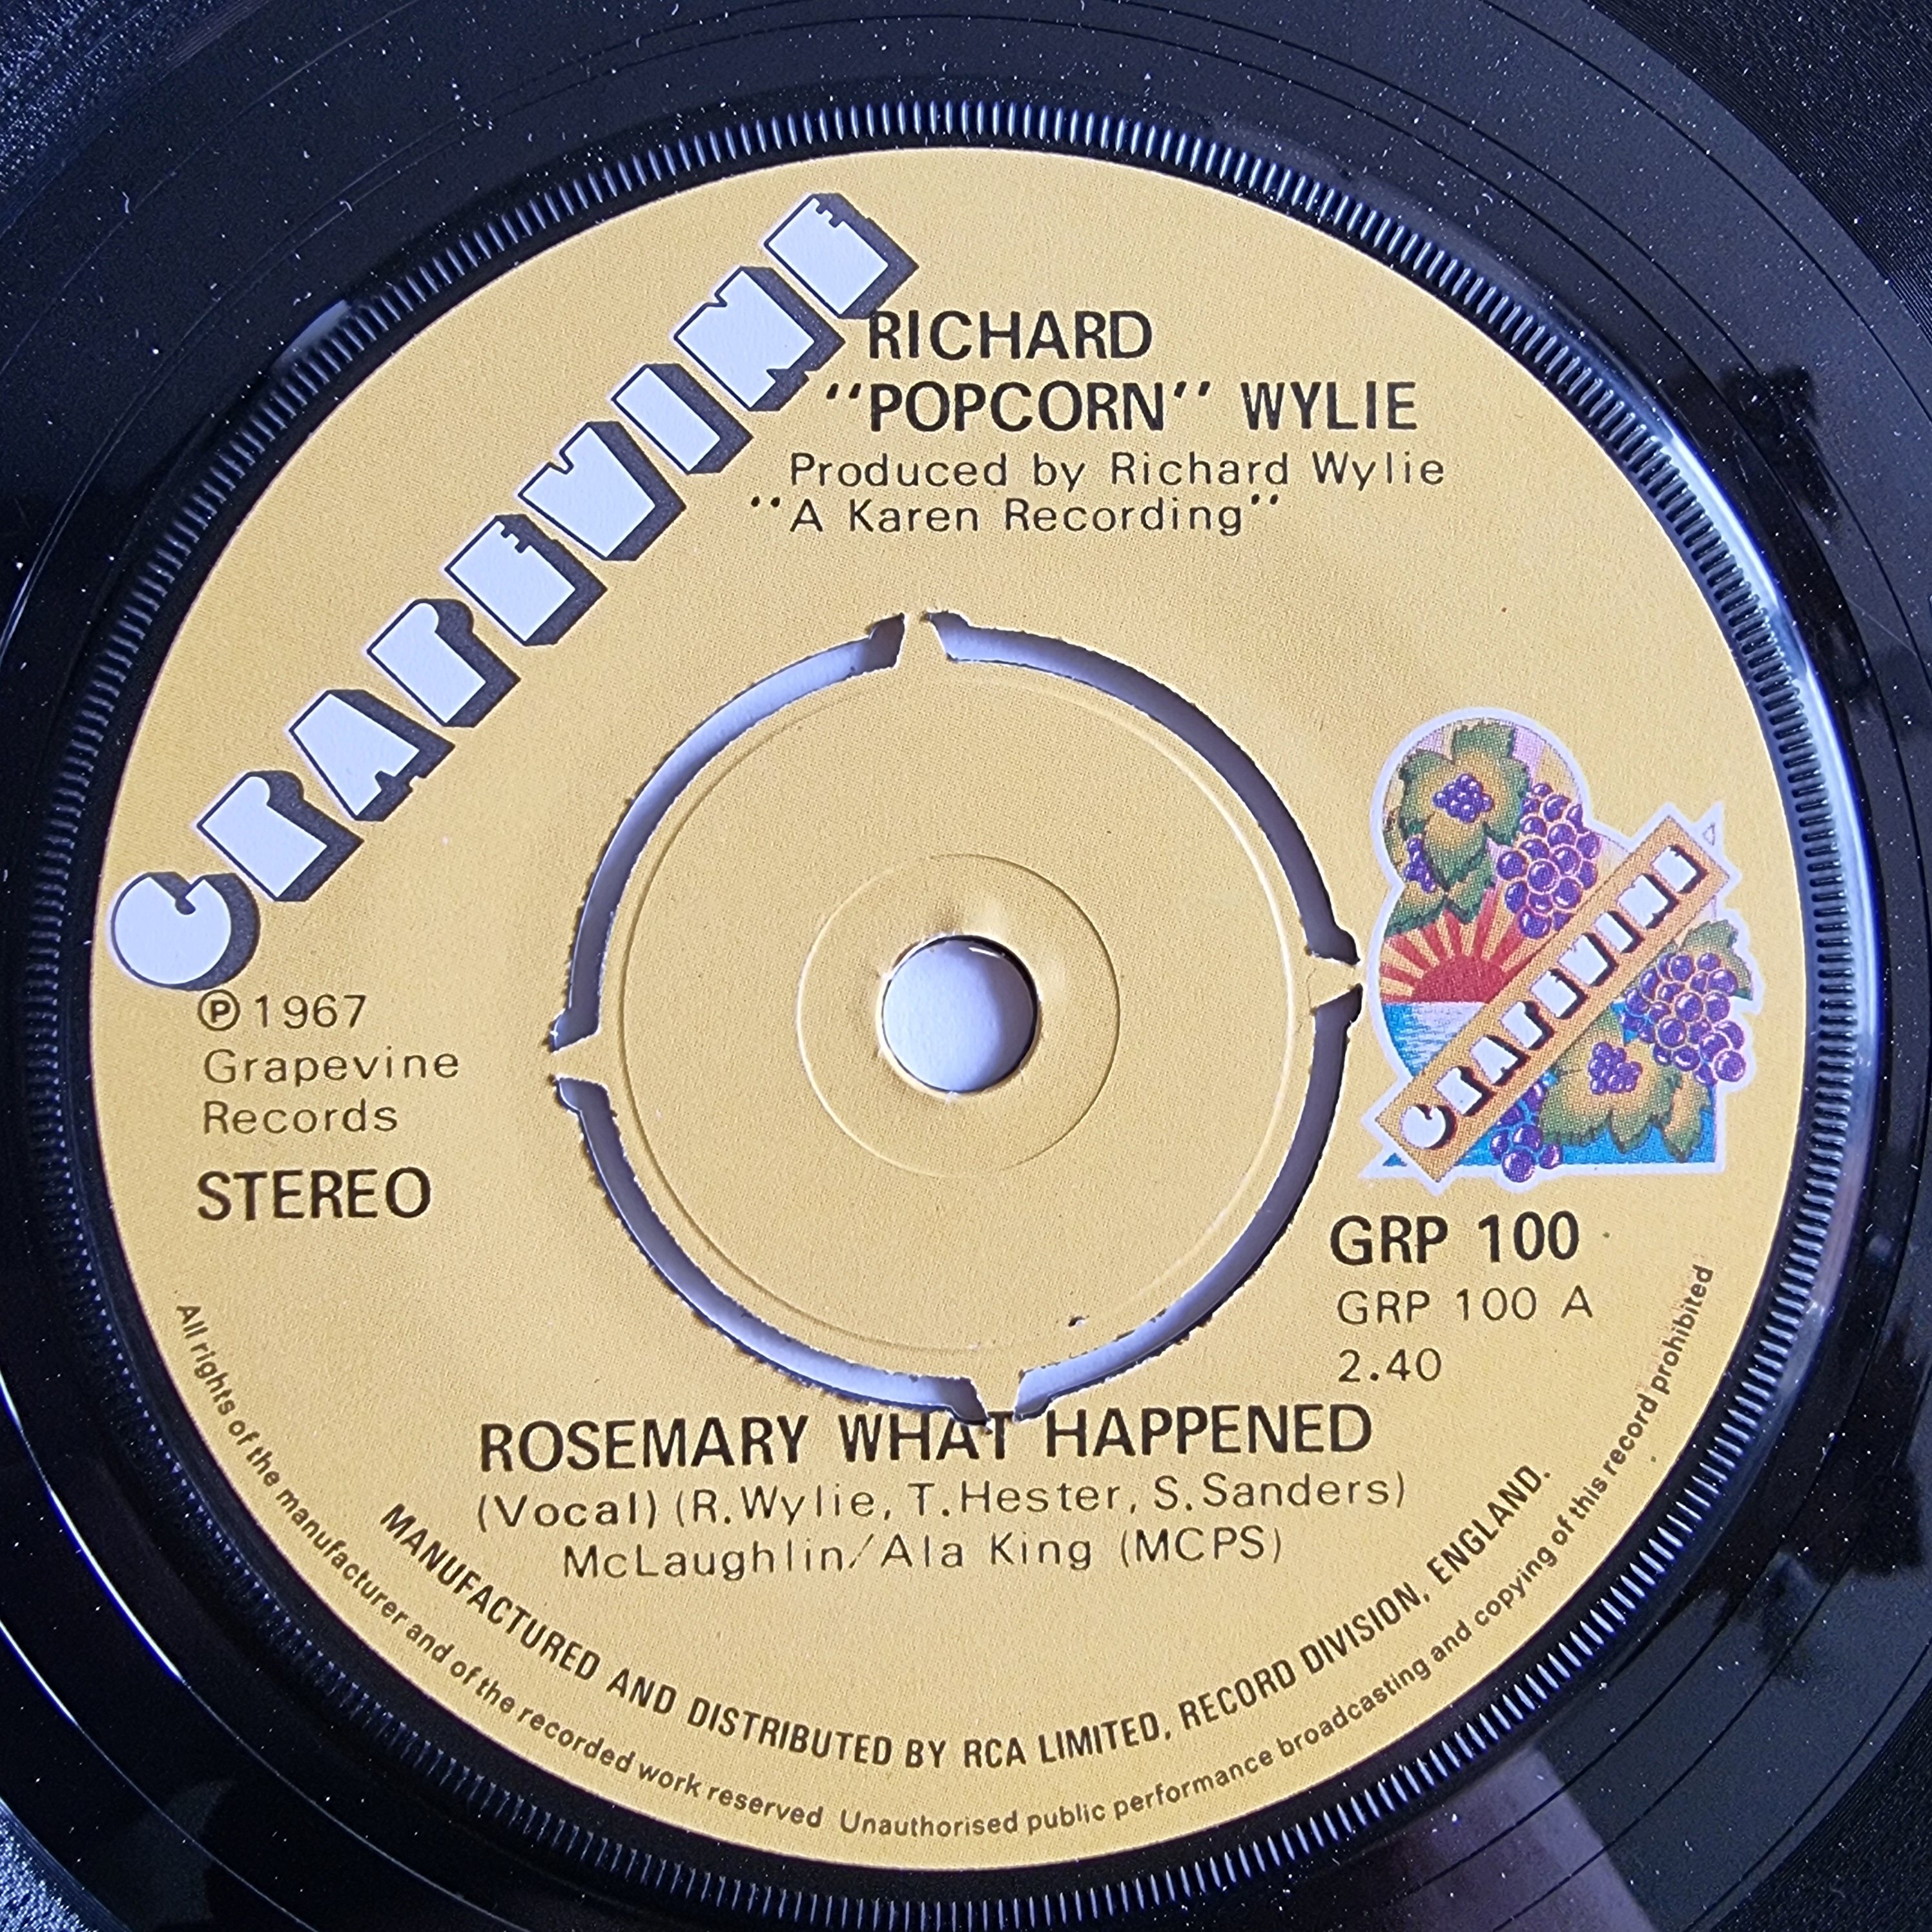 GRAPEVINE
RICHARD
"POPCORN" WYLIE
Produced by Richard Wylie
"A Karen Recording"
GRAPEVINE
Ⓟ1967
Grapevine
Records
STEREO
GRP 100
GRP 100 A
2.40
ROSEMARY WHAT HAPPENED
(Vocal) (R.Wylie, T.Hester, S.Sanders)
McLaughlin/Ala King (MCPS)
MANUFACTURED AND DISTRIBUTED BY RCA LIMITED, RECORD DIVISION, ENGLAND.
All rights of the manufacturer and of the recorded work reserved Unauthorised public performance broadcasting and copying of this record prohibited